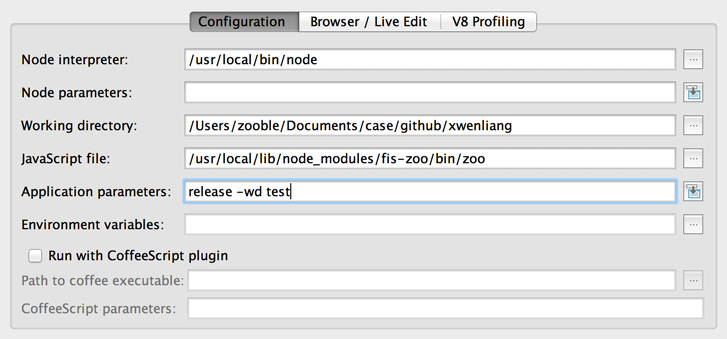 Configuration Browser / Live Edit V8 Profiling
Node interpreter: /usr/local/bin/node ...
Node parameters:
Working directory: /Users/zooble/Documents/case/github/xwenliang ...
JavaScript file: /usr/local/lib/node_modules/fis-zoo/bin/zoo ...
Application parameters: release -wd test
Environment variables: ...
Run with CoffeeScript plugin
Path to coffee executable: ...
CoffeeScript parameters: